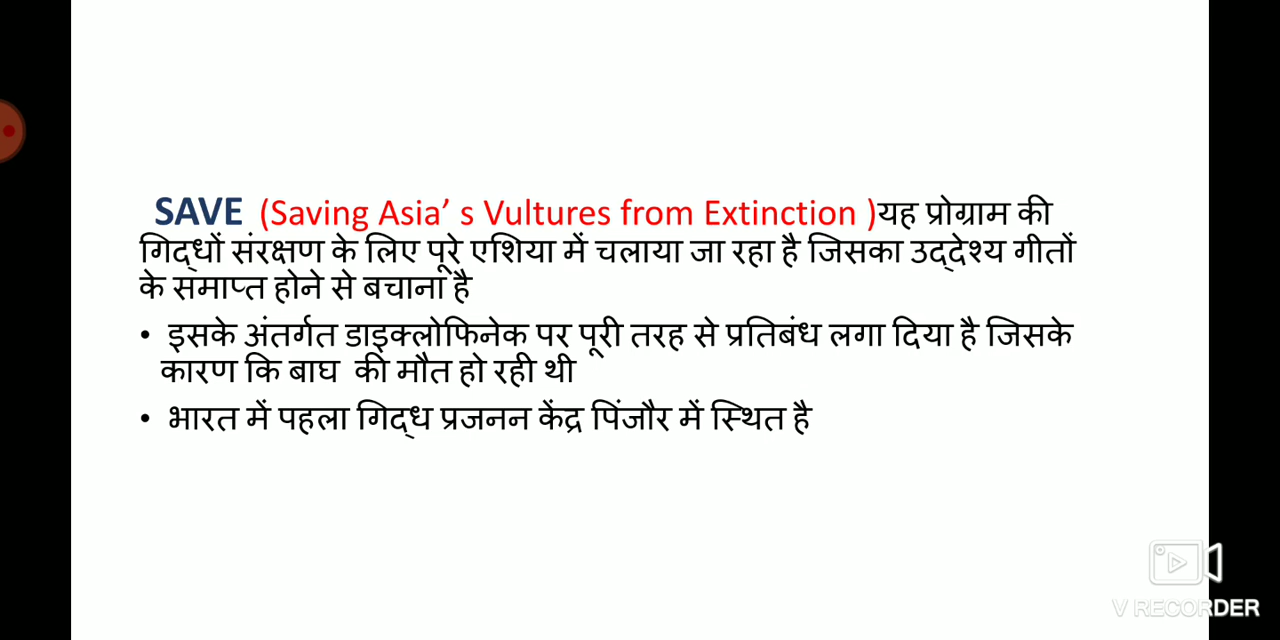 SAVE (Saving Asia’ s Vultures from Extinction )यह प्रोग्राम की
गिद्धों संरक्षण के लिए पूरे एशिया में चलाया जा रहा है जिसका उद्देश्य गीतों
के समाप्त होने से बचाना है
• इसके अंतर्गत डाइक्लोफिनेक पर पूरी तरह से प्रतिबंध लगा दिया है जिसके
कारण कि बाघ की मौत हो रही थी
• भारत में पहला गिद्ध प्रजनन केंद्र पिंजौर में स्थित है
V RECORDER